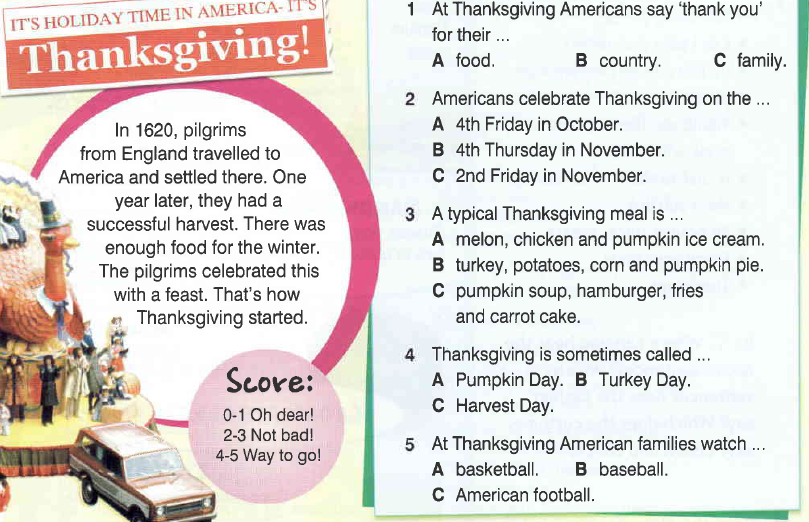 IT'S HOLIDAY TIME IN AMERICA- IT'S
Thanksgiving!
In 1620, pilgrims
from England travelled to
America and settled there. One
year later, they had a
successful harvest. There was
enough food for the winter.
The pilgrims celebrated this
with a feast. That's how
Thanksgiving started.
Score:
0-1 Oh dear!
2-3 Not bad!
4-5 Way to go!
1 At Thanksgiving Americans say 'thank you'
for their ...
A food. B country. C family.
2 Americans celebrate Thanksgiving on the ...
A 4th Friday in October.
B 4th Thursday in November.
C 2nd Friday in November.
3 A typical Thanksgiving meal is ...
A melon, chicken and pumpkin ice cream.
B turkey, potatoes, corn and pumpkin pie.
C pumpkin soup, hamburger, fries
and carrot cake.
4 Thanksgiving is sometimes called ...
A Pumpkin Day. B Turkey Day.
C Harvest Day.
5 At Thanksgiving American families watch ...
A basketball. B baseball.
C American football.